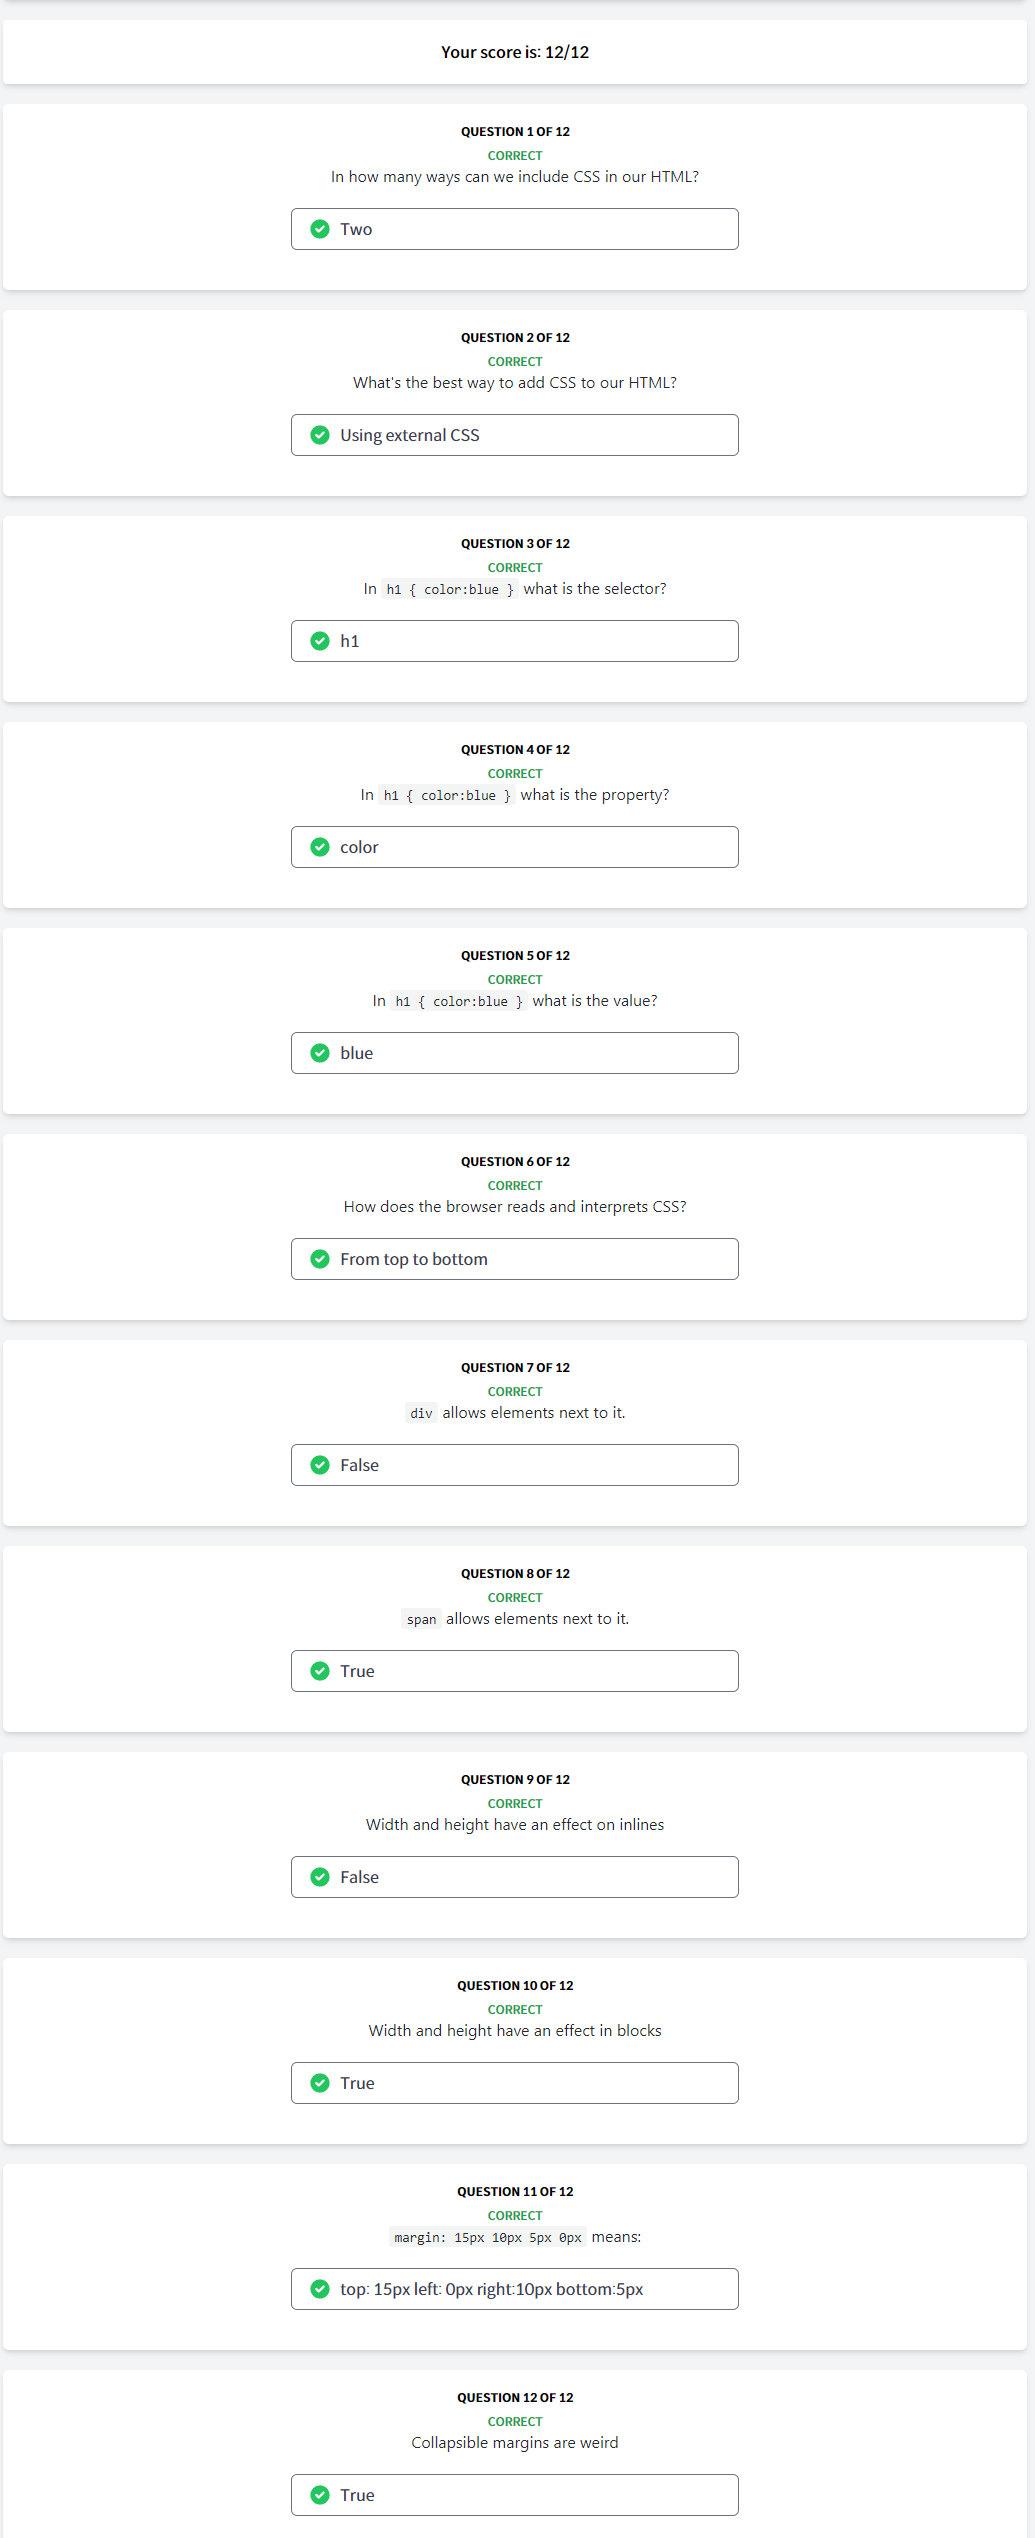 Your score is: 12/12
QUESTION 1 OF 12
CORRECT
In how many ways can we include CSS in our HTML?
Two
QUESTION 2 OF 12
CORRECT
What's the best way to add CSS to our HTML?
Using external CSS
QUESTION 3 OF 12
CORRECT
In h1 { color:blue } what is the selector?
h1
QUESTION 4 OF 12
CORRECT
In h1 { color:blue } what is the property?
color
QUESTION 5 OF 12
CORRECT
In h1 { color:blue } what is the value?
blue
QUESTION 6 OF 12
CORRECT
How does the browser reads and interprets CSS?
From top to bottom
QUESTION 7 OF 12
CORRECT
div allows elements next to it.
False
QUESTION 8 OF 12
CORRECT
span allows elements next to it.
True
QUESTION 9 OF 12
CORRECT
Width and height have an effect on inlines
False
QUESTION 10 OF 12
CORRECT
Width and height have an effect in blocks
True
QUESTION 11 OF 12
CORRECT
margin: 15px 10px 5px 0px means:
top: 15px left: 0px right:10px bottom:5px
QUESTION 12 OF 12
CORRECT
Collapsible margins are weird
True